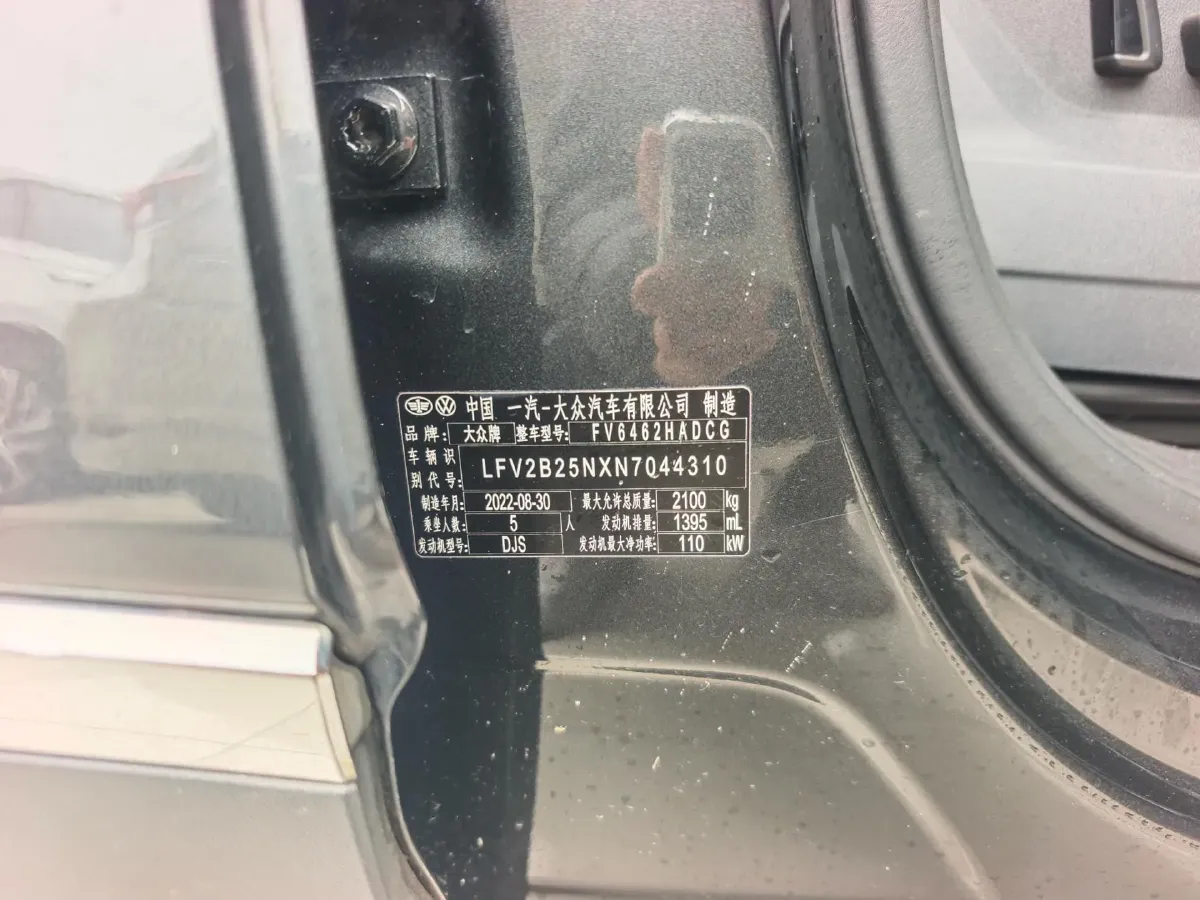 中国 一汽-大众汽车有限公司 制造
品牌: 大众牌 整车型号: FV6462HADCG
车辆识别代号: LFV2B25NXN7044310
制造年月: 2022-08-30 最大允许总质量: 2100 kg
乘坐人数: 5 人 发动机排量: 1395 mL
发动机型号: DJS 发动机最大净功率: 110 kW